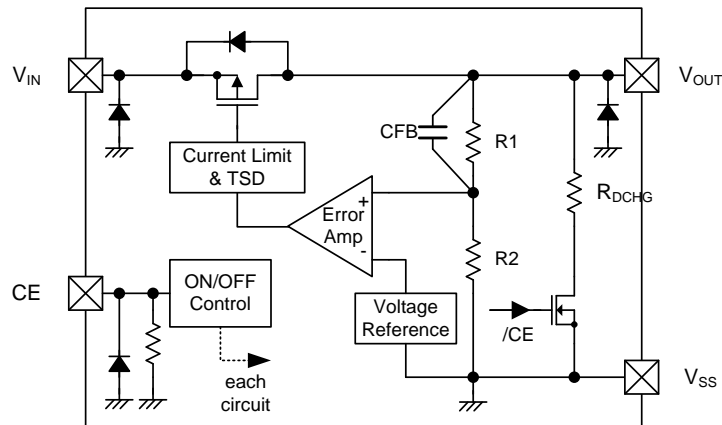 VIN
VOUT
CFB
R1
Current Limit
& TSD
RDCHG
+
Error
Amp
-
R2
CE
ON/OFF
Control
Voltage
Reference
/CE
each
circuit
VSS